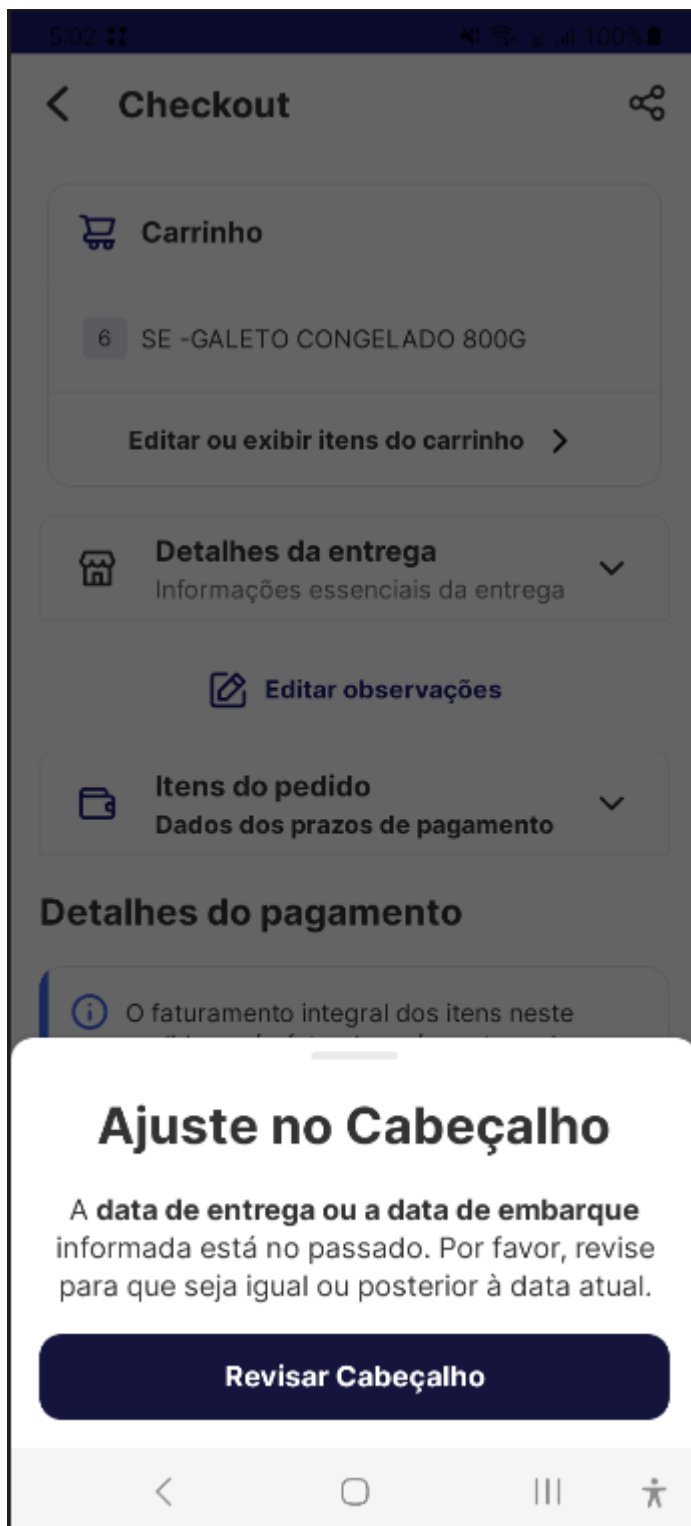 5:02
100%
Checkout
Carrinho
6 SE -GALETO CONGELADO 800G
Editar ou exibir itens do carrinho
Detalhes da entrega
Informações essenciais da entrega
Editar observações
Itens do pedido
Dados dos prazos de pagamento
Detalhes do pagamento
O faturamento integral dos itens neste
Ajuste no Cabeçalho
A data de entrega ou a data de embarque
informada está no passado. Por favor, revise
para que seja igual ou posterior à data atual.
Revisar Cabeçalho